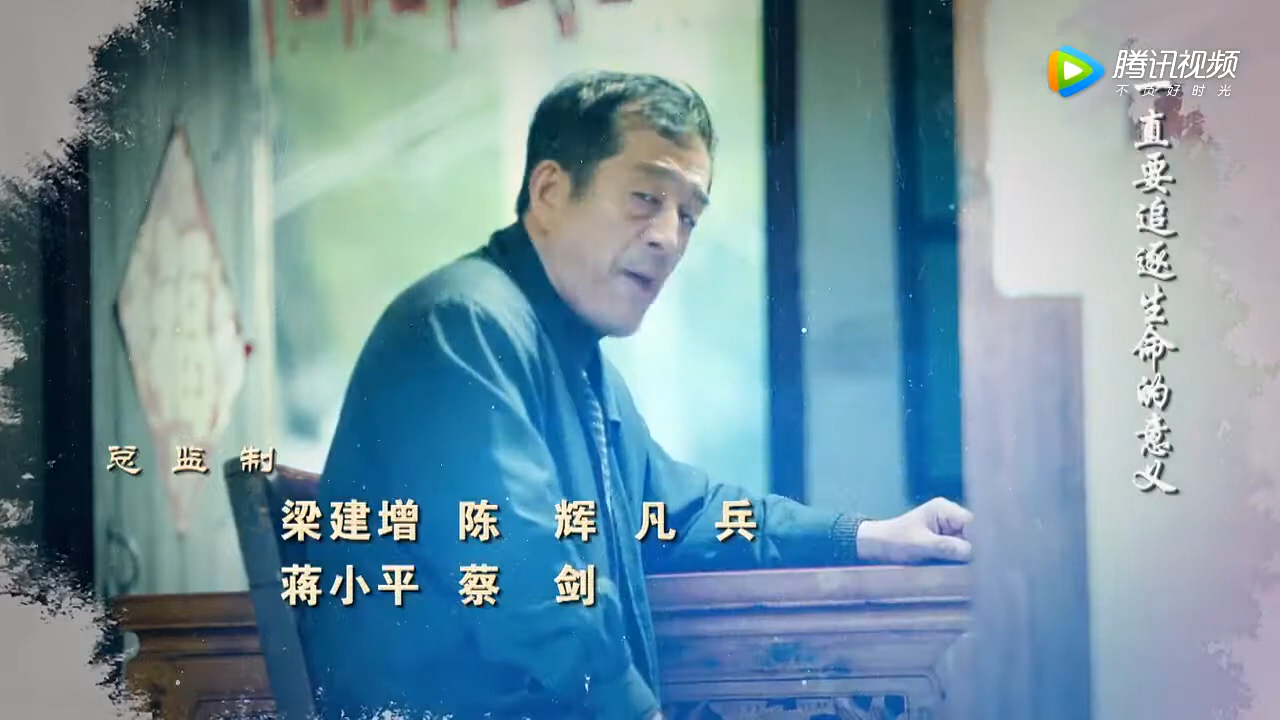 腾讯视频
不负好时光
一直要追逐生命的意义
总监制
梁建增 陈 辉 凡 兵
蒋小平 蔡 剑